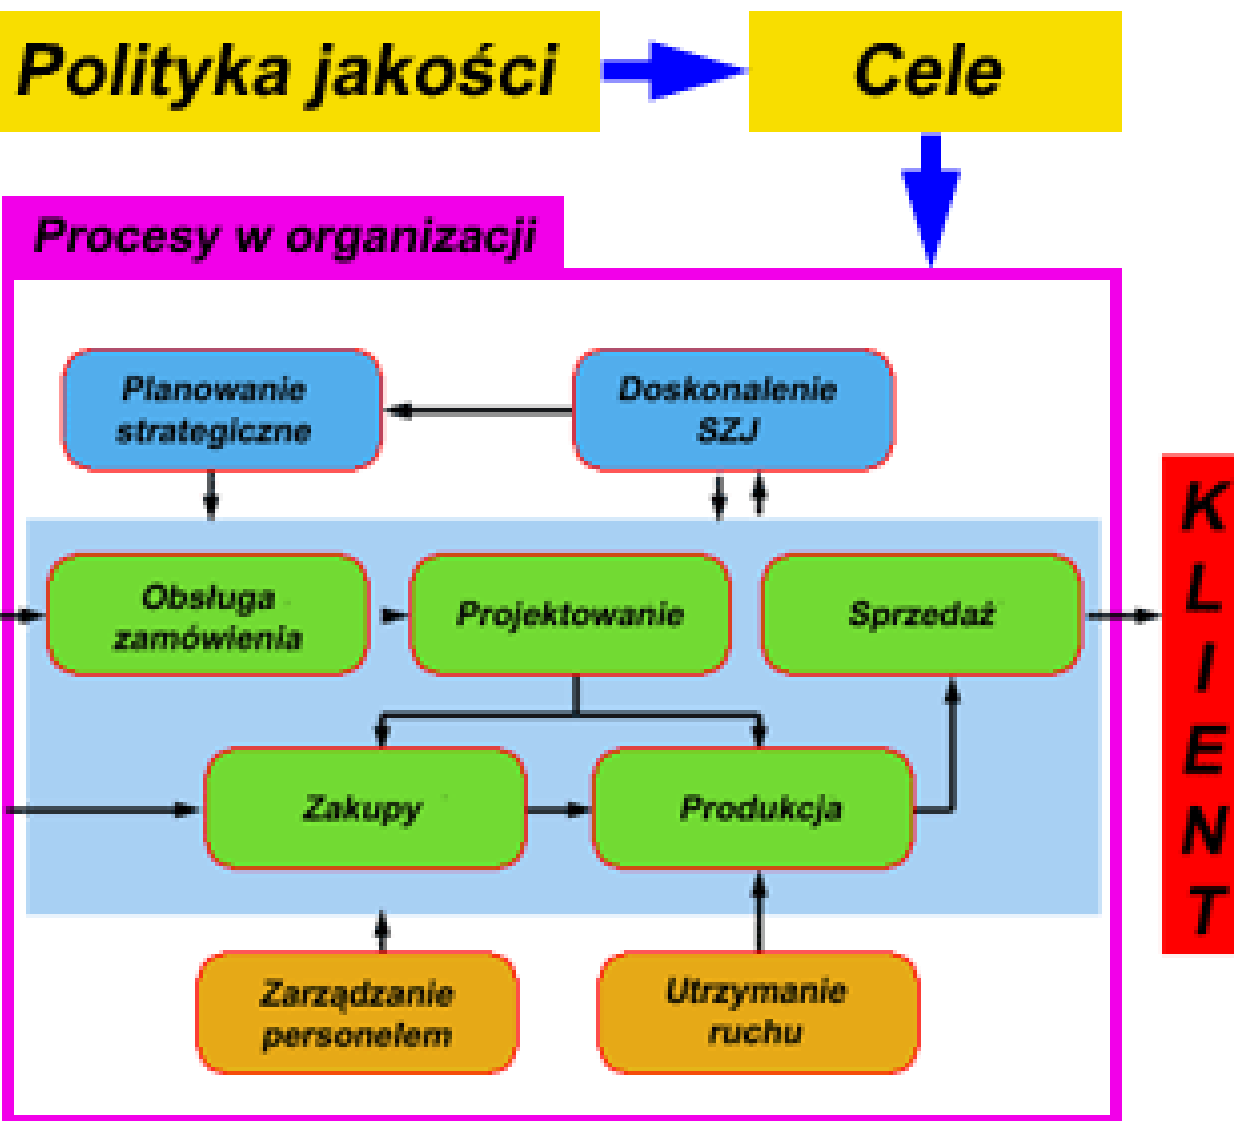 Polityka jakości
Cele
Procesy w organizacji
Planowanie
strategiczne
Doskonalenie
SZJ
Obsługa
zamówienia
Projektowanie
Sprzedaż
Zakupy
Produkcja
Zarządzanie
personelem
Utrzymanie
ruchu
K
L
I
E
N
T